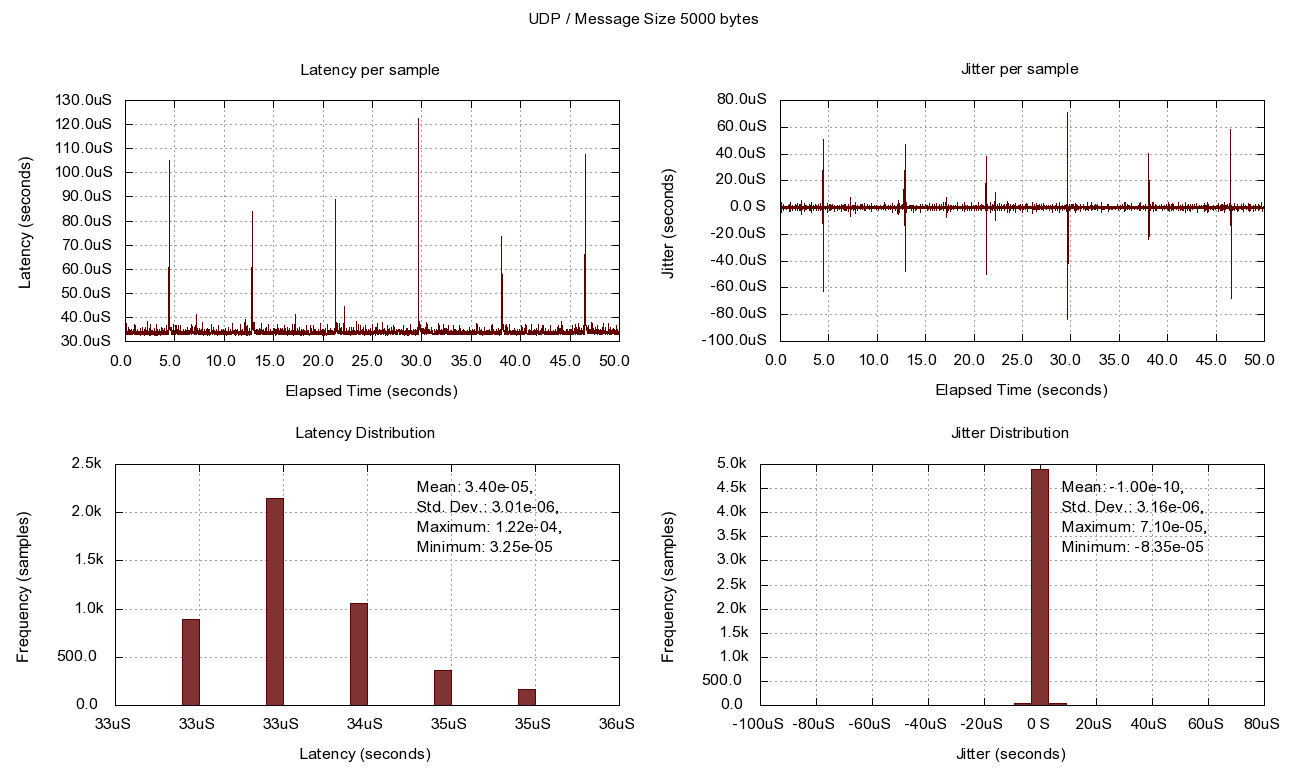 UDP / Message Size 5000 bytes
Latency per sample
130.0uS
120.0uS
110.0uS
100.0uS
90.0uS
80.0uS
70.0uS
60.0uS
50.0uS
40.0uS
30.0uS
Latency (seconds)
0.0 5.0 10.0 15.0 20.0 25.0 30.0 35.0 40.0 45.0 50.0
Elapsed Time (seconds)
Jitter per sample
80.0uS
60.0uS
40.0uS
20.0uS
0.0 S
-20.0uS
-40.0uS
-60.0uS
-80.0uS
-100.0uS
Jitter (seconds)
0.0 5.0 10.0 15.0 20.0 25.0 30.0 35.0 40.0 45.0 50.0
Elapsed Time (seconds)
Latency Distribution
2.5k
2.0k
1.5k
1.0k
500.0
0.0
Frequency (samples)
Mean: 3.40e-05,
Std. Dev.: 3.01e-06,
Maximum: 1.22e-04,
Minimum: 3.25e-05
33uS 33uS 33uS 34uS 35uS 35uS 36uS
Latency (seconds)
Jitter Distribution
5.0k
4.5k
4.0k
3.5k
3.0k
2.5k
2.0k
1.5k
1.0k
500.0
0.0
Frequency (samples)
Mean: -1.00e-10,
Std. Dev.: 3.16e-06,
Maximum: 7.10e-05,
Minimum: -8.35e-05
-100uS -80uS -60uS -40uS -20uS 0 S 20uS 40uS 60uS 80uS
Jitter (seconds)